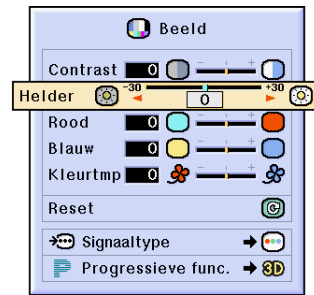 Beeld
Contrast 0 - +
Helder -30 0 +30
Rood 0 - +
Blauw 0 - +
Kleurtmp 0 - +
Reset
Signaaltype
P Progressieve func. 3D